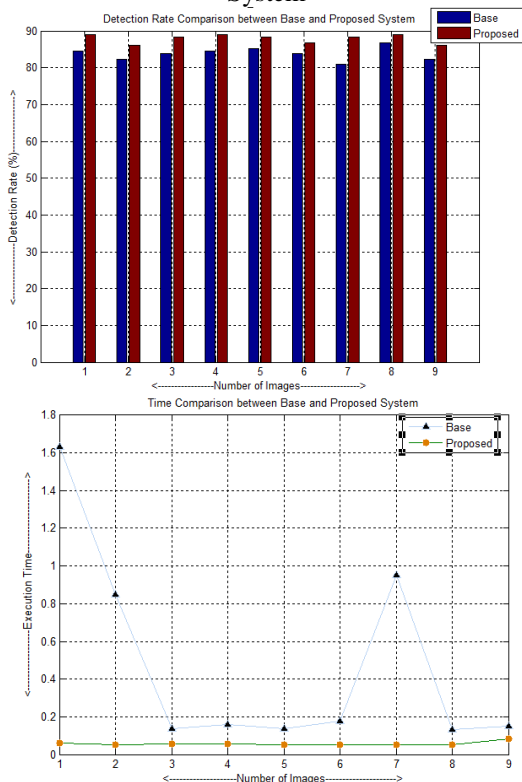 System
Detection Rate Comparison between Base and Proposed System
Base
Proposed
90
80
70
60
50
40
30
20
10
0
<--------Detection Rate (%)-------->
1 2 3 4 5 6 7 8 9
<-----------------Number of Images------------------>
Time Comparison between Base and Proposed System
Base
Proposed
1.8
1.6
1.4
1.2
1
0.8
0.6
0.4
0.2
0
<-----------------Execution Time----------------->
1 2 3 4 5 6 7 8 9
<-----------------Number of Images------------------>